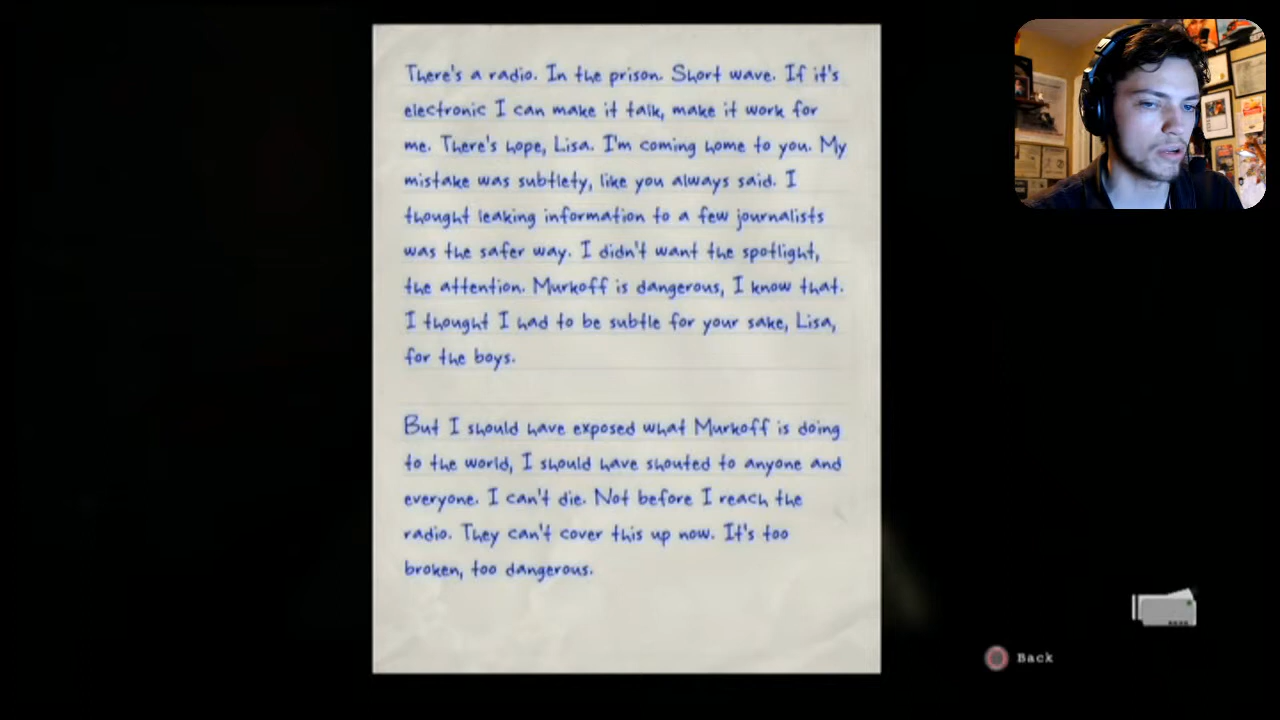 There's a radio. In the prison. Short wave. If it's
electronic I can make it talk, make it work for
me. There's hope, Lisa. I'm coming home to you. My
mistake was subtlety, like you always said. I
thought leaking information to a few journalists
was the safer way. I didn't want the spotlight,
the attention. Murkoff is dangerous, I know that.
I thought I had to be subtle for your sake, Lisa,
for the boys.
But I should have exposed what Murkoff is doing
to the world, I should have shouted to anyone and
everyone. I can't die. Not before I reach the
radio. They can't cover this up now. It's too
broken, too dangerous.
Back